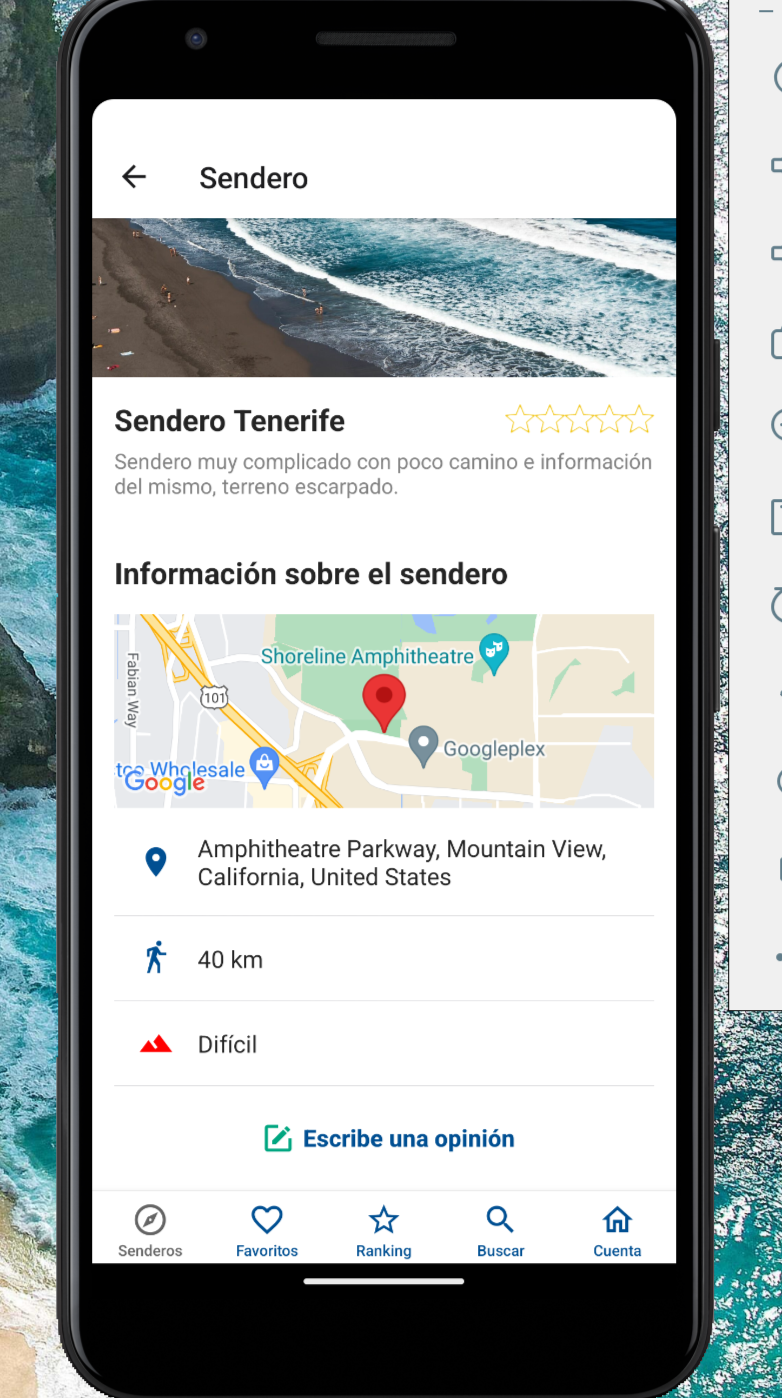 Sendero
Sendero Tenerife
Sendero muy complicado con poco camino e información
del mismo, terreno escarpado.
Información sobre el sendero
Shoreline Amphitheatre
Fabian Way
101
Googleplex
tco Wholesale
Google
Amphitheatre Parkway, Mountain View,
California, United States
40 km
Difícil
Escribe una opinión
Senderos Favoritos Ranking Buscar Cuenta